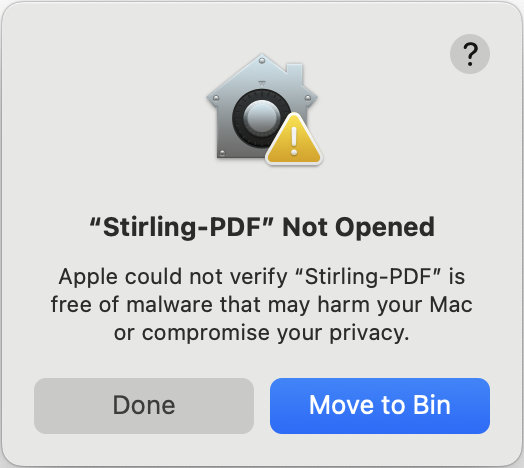 ?
“Stirling-PDF” Not Opened
Apple could not verify “Stirling-PDF” is
free of malware that may harm your Mac
or compromise your privacy.
Done
Move to Bin